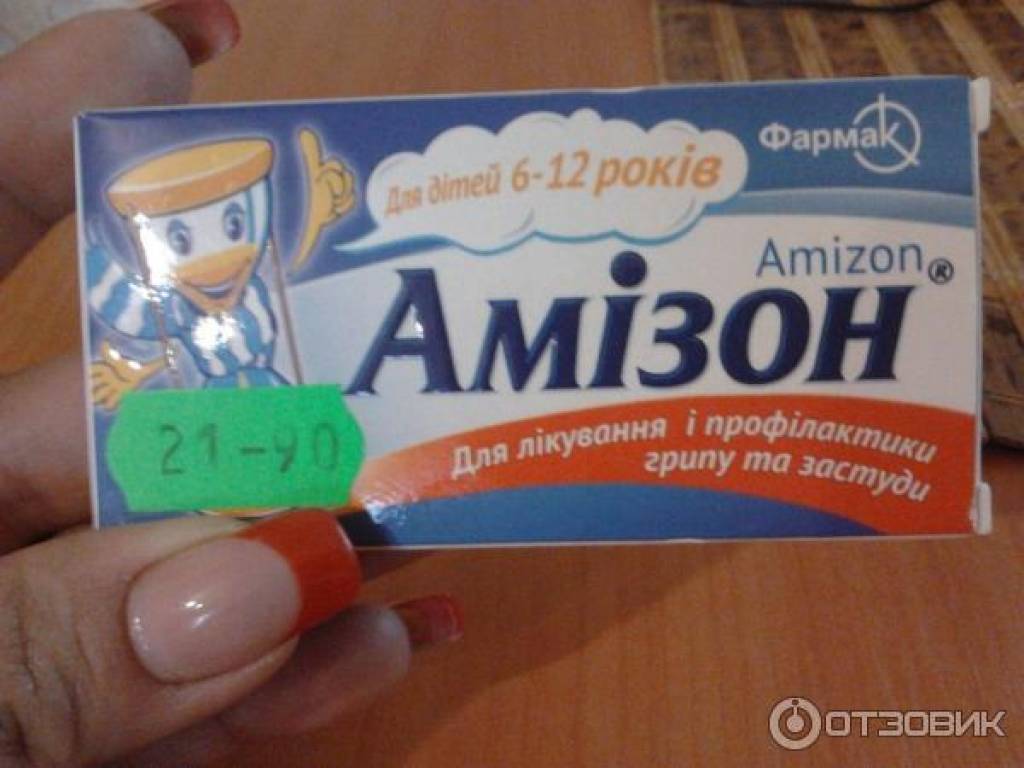 Для дітей 6-12 років
Фармак
Amizon
Амізон®
Для лікування і профілактики
грипу та застуди
21-90
ОТЗОВИК